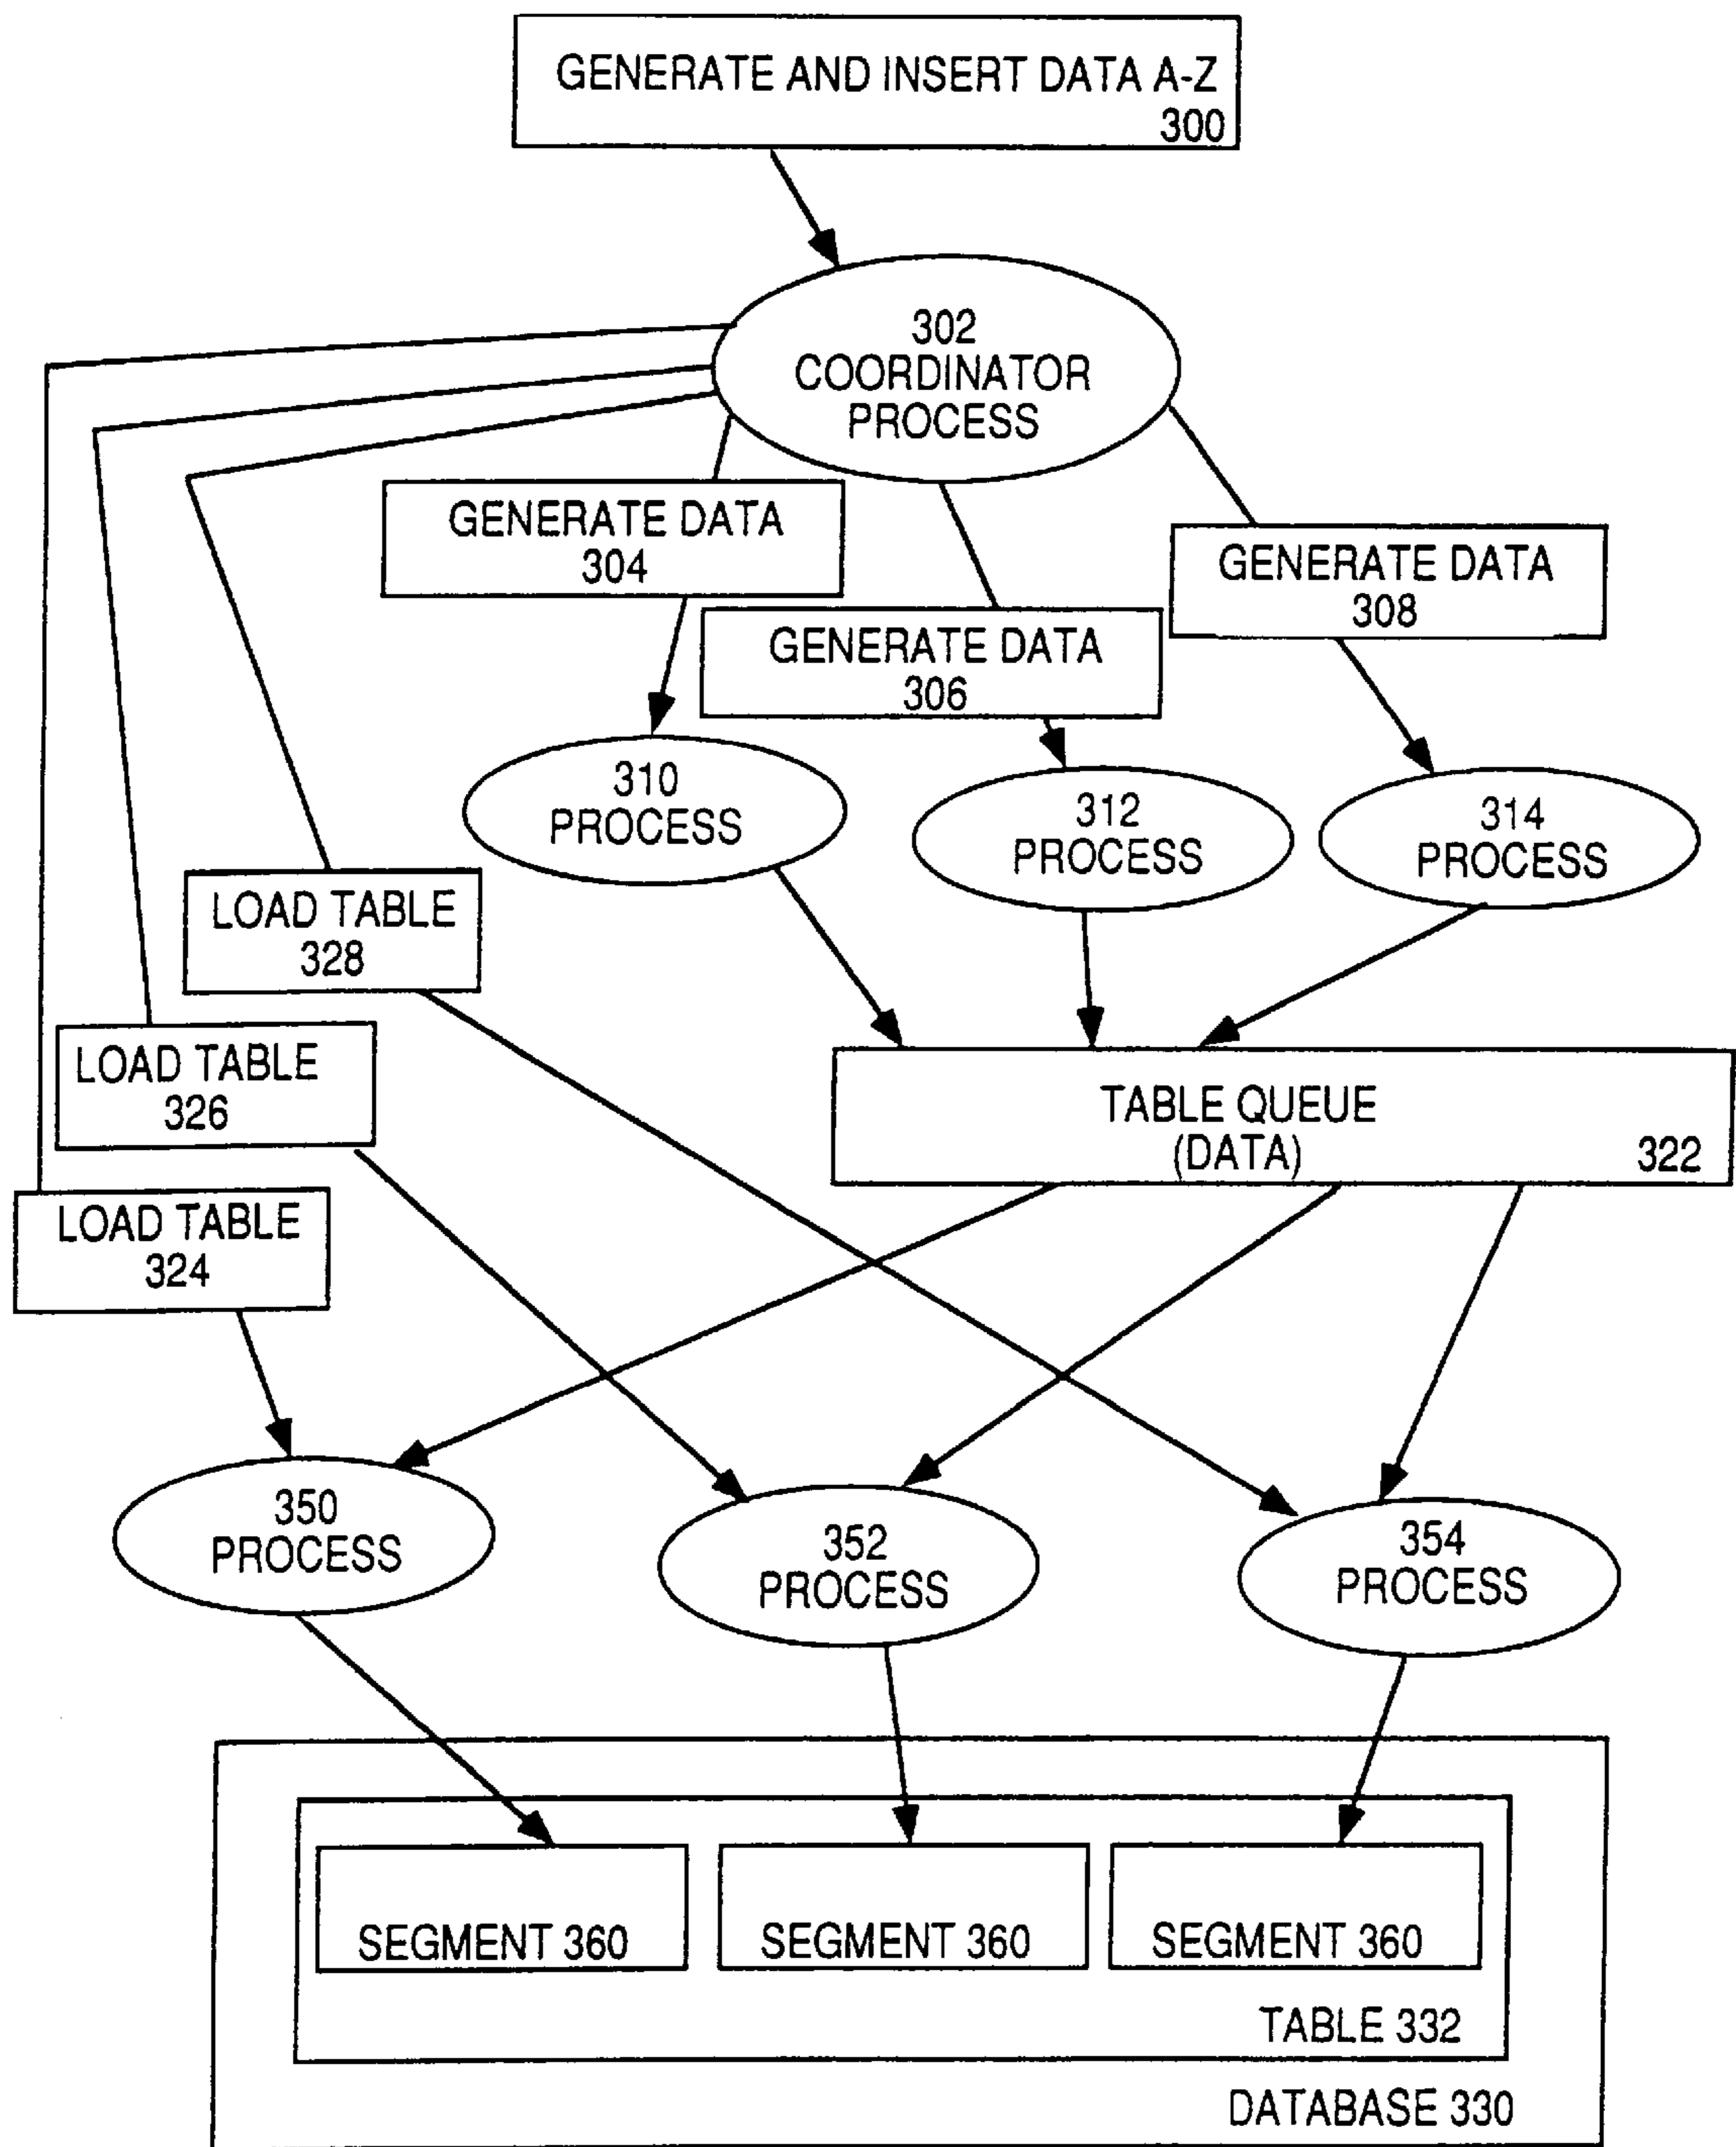 GENERATE AND INSERT DATA A-Z
300
302
COORDINATOR
PROCESS
GENERATE DATA
304
GENERATE DATA
306
GENERATE DATA
308
310
PROCESS
312
PROCESS
314
PROCESS
LOAD TABLE
328
LOAD TABLE
326
LOAD TABLE
324
TABLE QUEUE
(DATA)
322
350
PROCESS
352
PROCESS
354
PROCESS
SEGMENT 360
SEGMENT 360
SEGMENT 360
TABLE 332
DATABASE 330